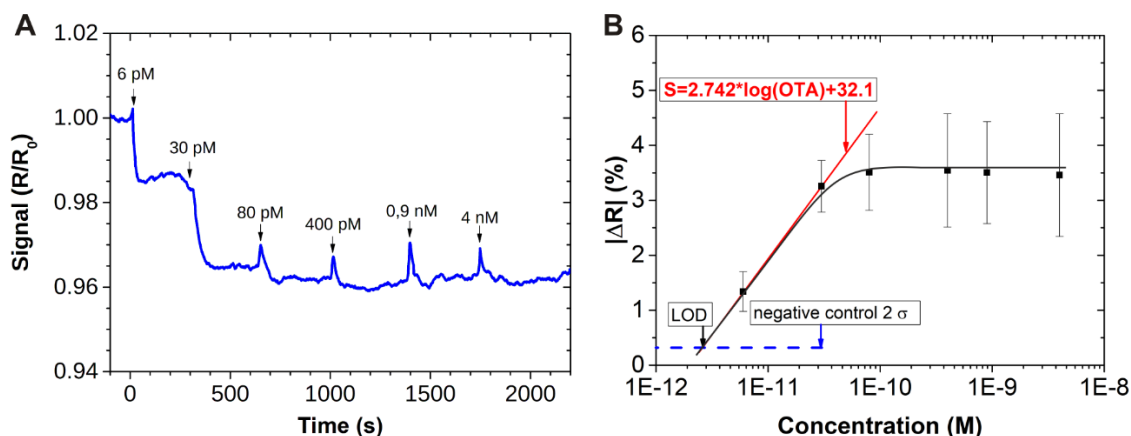 A
Signal (R/R₀)
1.02
1.00
0.98
0.96
0.94
6 pM
30 pM
80 pM
400 pM
0,9 nM
4 nM
0 500 1000 1500 2000
Time (s)
B
|ΔR| (%)
6
5
4
3
2
1
0
S=2.742*log(OTA)+32.1
LOD
negative control 2 σ
1E-12 1E-11 1E-10 1E-9 1E-8
Concentration (M)